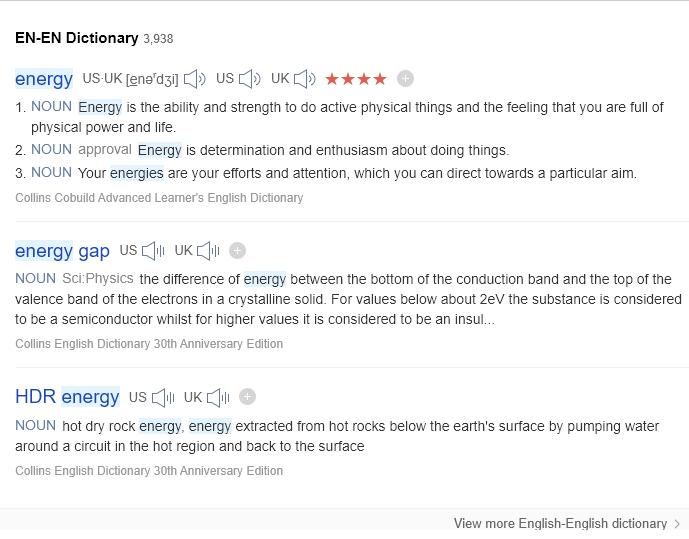 EN-EN Dictionary 3,938
energy US·UK [enəʳdʒi] US UK ★★★★
1. NOUN Energy is the ability and strength to do active physical things and the feeling that you are full of
physical power and life.
2. NOUN approval Energy is determination and enthusiasm about doing things.
3. NOUN Your energies are your efforts and attention, which you can direct towards a particular aim.
Collins Cobuild Advanced Learner's English Dictionary
energy gap US UK
NOUN Sci:Physics the difference of energy between the bottom of the conduction band and the top of the
valence band of the electrons in a crystalline solid. For values below about 2eV the substance is considered
to be a semiconductor whilst for higher values it is considered to be an insul...
Collins English Dictionary 30th Anniversary Edition
HDR energy US UK
NOUN hot dry rock energy, energy extracted from hot rocks below the earth's surface by pumping water
around a circuit in the hot region and back to the surface
Collins English Dictionary 30th Anniversary Edition
View more English-English dictionary >